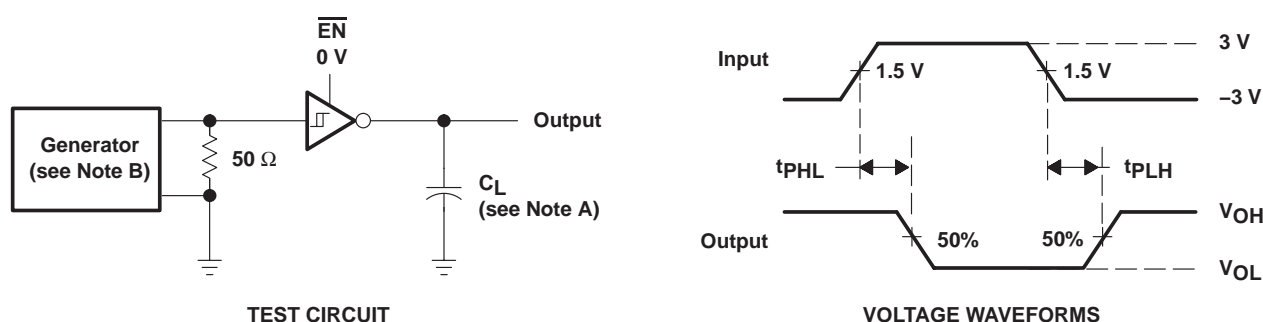 EN
0 V
Generator
(see Note B)
50 Ω
Output
CL
(see Note A)
TEST CIRCUIT
Input
1.5 V
1.5 V
3 V
–3 V
tPHL
tPLH
Output
50%
50%
VOH
VOL
VOLTAGE WAVEFORMS